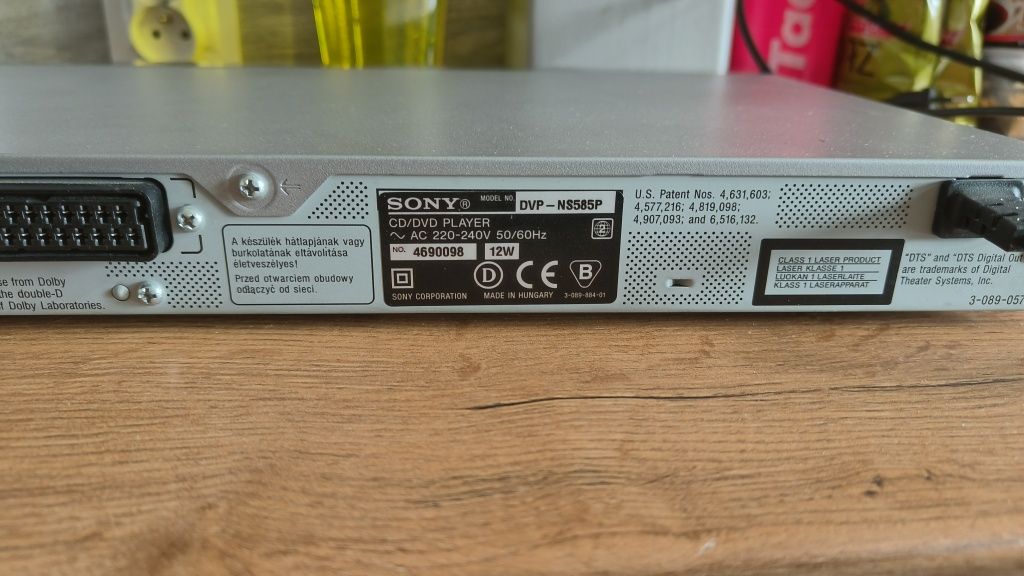 Tac
SONY®
MODEL NO. DVP–NS585P
CD/DVD PLAYER
~ AC 220-240V 50/60Hz
NO. 4690098 12W
D CE B
SONY CORPORATION MADE IN HUNGARY 3-089-884-01
A készülék hátlapjának vagy
burkolatának eltávolítása
életveszélyes!
Przed otwarciem obudowy
odłączyć od sieci.
se from Dolby
the double-D
f Dolby Laboratories.
U.S. Patent Nos. 4,631,603;
4,577,216; 4,819,098;
4,907,093; and 6,516,132.
CLASS 1 LASER PRODUCT
LASER KLASSE 1
LUOKAN 1 LASERLAITE
KLASS 1 LASERAPPARAT
"DTS" and "DTS Digital Out
are trademarks of Digital
Theater Systems, Inc.
3-089-057